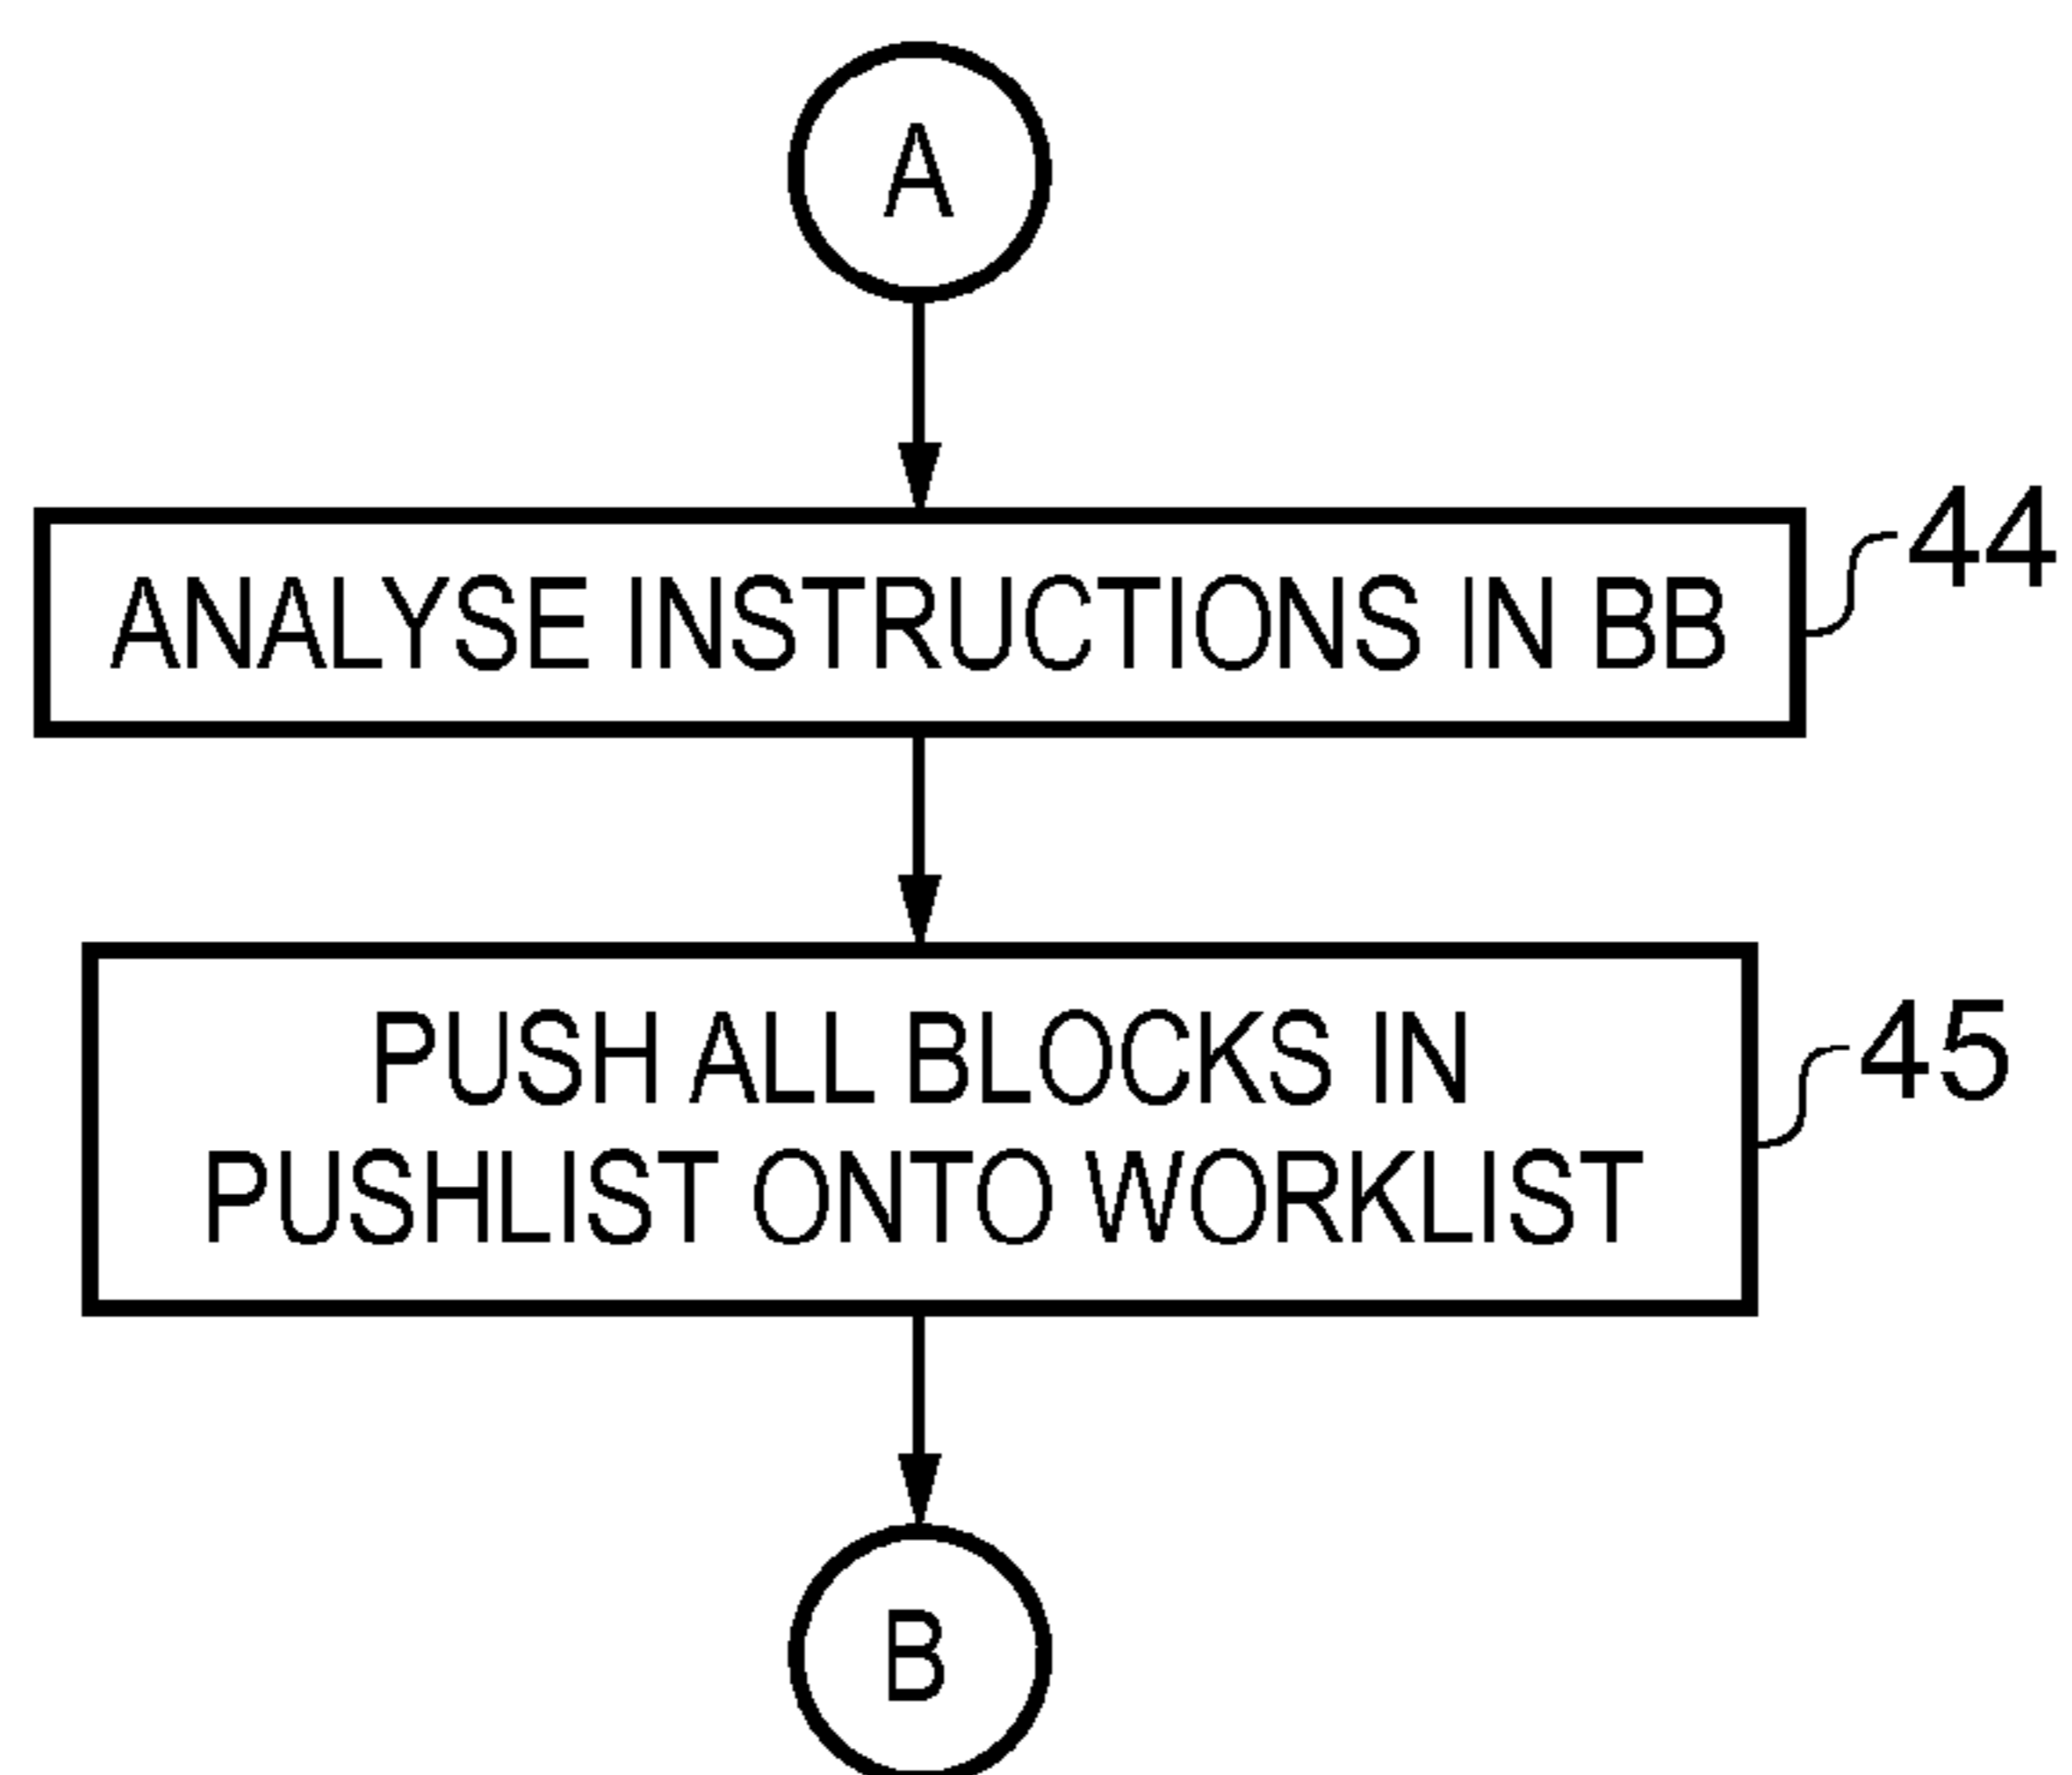 A
ANALYSE INSTRUCTIONS IN BB
44
PUSH ALL BLOCKS IN
PUSHLIST ONTO WORKLIST
45
B